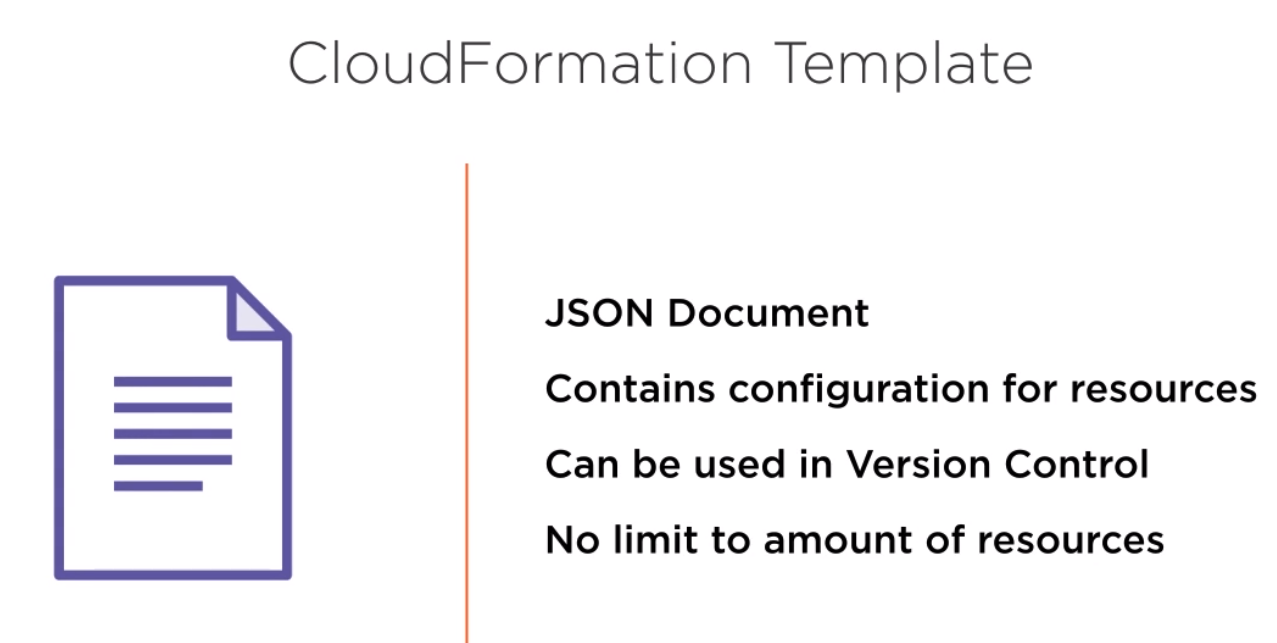 CloudFormation Template
JSON Document
Contains configuration for resources
Can be used in Version Control
No limit to amount of resources